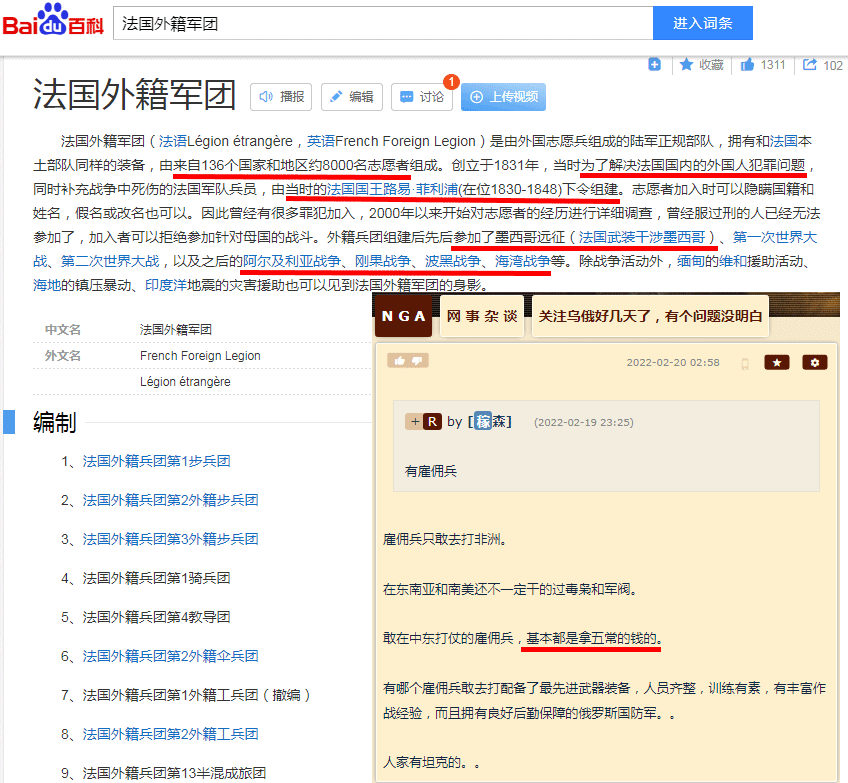 Bai du 百科
法国外籍军团
进入词条
收藏
1311
102
法国外籍军团
播报
编辑
讨论
1
上传视频
法国外籍军团(法语Légion étrangère,英语French Foreign Legion)是由外国志愿兵组成的陆军正规部队,拥有和法国本
土部队同样的装备,由来自136个国家和地区约8000名志愿者组成。创立于1831年,当时为了解决法国国内的外国人犯罪问题,
同时补充战争中死伤的法国军队兵员,由当时的法国国王路易·菲利浦(在位1830-1848)下令组建。志愿者加入时可以隐瞒国籍和
姓名,假名或改名也可以。因此曾经有很多罪犯加入,2000年以来开始对志愿者的经历进行详细调查,曾经服过刑的人已经无法
参加了,加入者可以拒绝参加针对母国的战斗。外籍兵团组建后先后参加了墨西哥远征(法国武装干涉墨西哥)、第一次世界大
战、第二次世界大战,以及之后的阿尔及利亚战争、刚果战争、波黑战争、海湾战争等。除战争活动外,缅甸的维和援助活动、
海地的镇压暴动、印度洋地震的灾害援助也可以见到法国外籍军团的身影。
中文名 法国外籍军团
外文名 French Foreign Legion
Légion étrangère
编制
1、法国外籍兵团第1步兵团
2、法国外籍兵团第2外籍步兵团
3、法国外籍兵团第3外籍步兵团
4、法国外籍兵团第1骑兵团
5、法国外籍兵团第4教导团
6、法国外籍兵团第2外籍伞兵团
7、法国外籍兵团第1外籍工兵团(撤编)
8、法国外籍兵团第2外籍工兵团
9、法国外籍兵团第13半混成旅团
NGA
网事杂谈
关注乌俄好几天了,有个问题没明白
2022-02-20 02:58
+ R by [稼森] (2022-02-19 23:25)
有雇佣兵
雇佣兵只敢去打非洲。
在东南亚和南美还不一定干的过毒枭和军阀。
敢在中东打仗的雇佣兵,基本都是拿五常的钱的。
有哪个雇佣兵敢去打配备了最先进武器装备,人员齐整,训练有素,有丰富作
战经验,而且拥有良好后勤保障的俄罗斯国防军。。
人家有坦克的。。